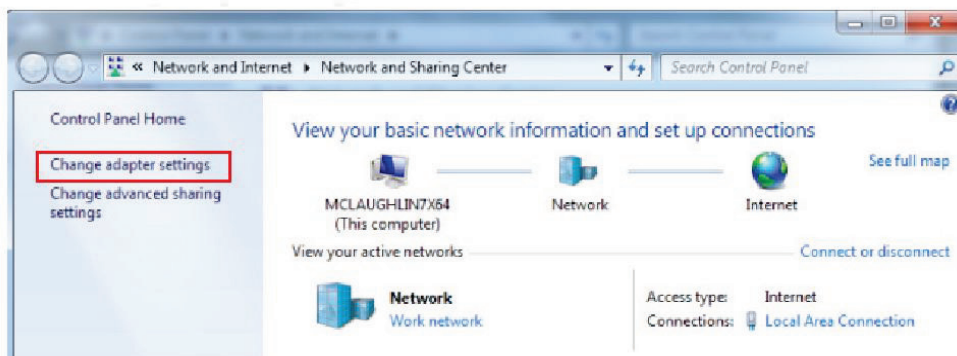 « Network and Internet ▸ Network and Sharing Center
Search Control Panel
Control Panel Home
Change adapter settings
Change advanced sharing
settings
View your basic network information and set up connections
See full map
MCLAUGHLIN7X64
(This computer)
Network
Internet
View your active networks
Connect or disconnect
Network
Work network
Access type: Internet
Connections: Local Area Connection